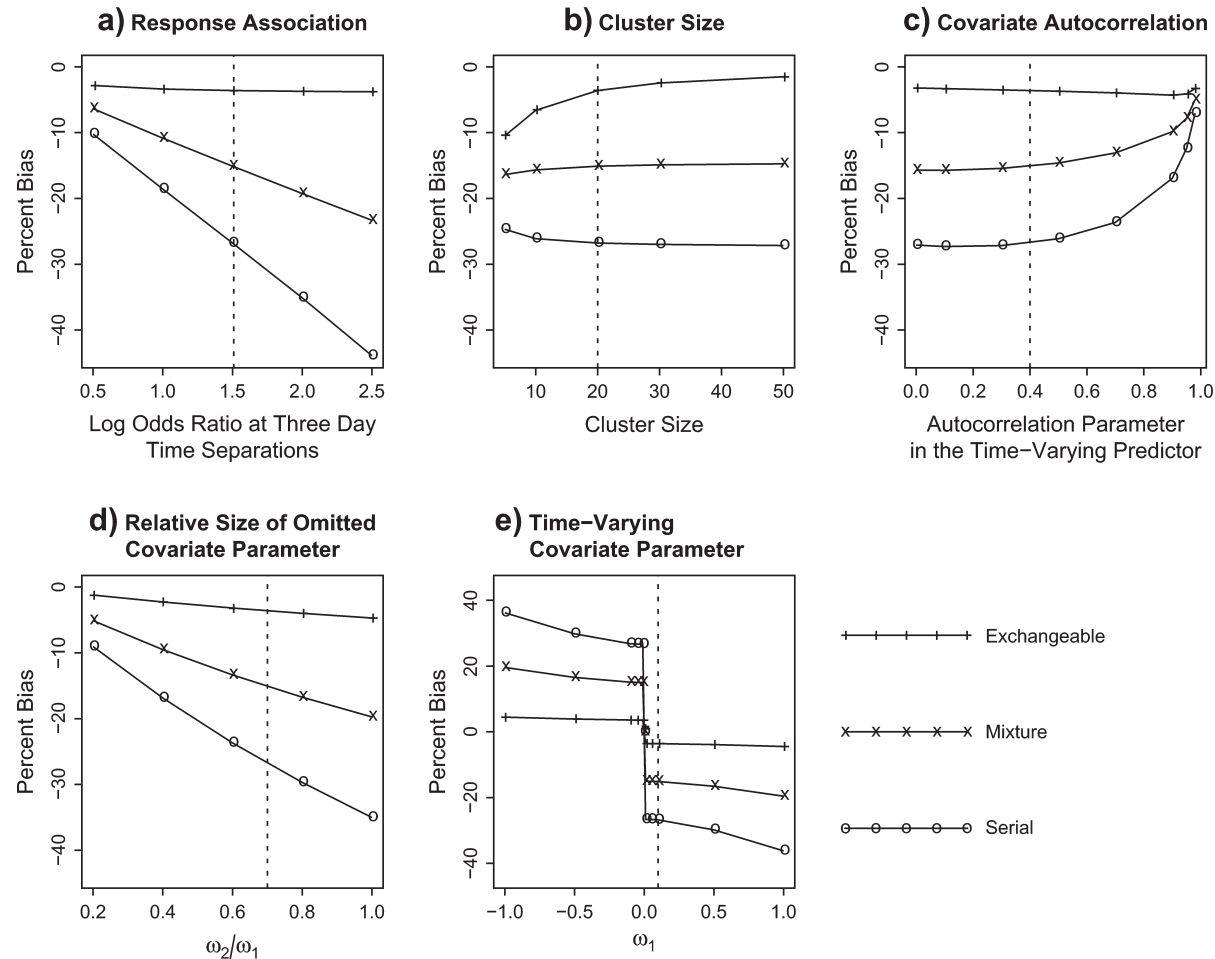 a) Response Association
Percent Bias
0
−10
−20
−30
−40
0.5 1.0 1.5 2.0 2.5
Log Odds Ratio at Three Day
Time Separations
b) Cluster Size
Percent Bias
0
−10
−20
−30
−40
10 20 30 40 50
Cluster Size
c) Covariate Autocorrelation
Percent Bias
0
−10
−20
−30
−40
0.0 0.2 0.4 0.6 0.8 1.0
Autocorrelation Parameter
in the Time−Varying Predictor
d) Relative Size of Omitted
Covariate Parameter
Percent Bias
0
−10
−20
−30
−40
0.2 0.4 0.6 0.8 1.0
ω₂/ω₁
e) Time−Varying
Covariate Parameter
Percent Bias
40
20
0
−20
−40
−1.0 −0.5 0.0 0.5 1.0
ω₁
Exchangeable
Mixture
Serial